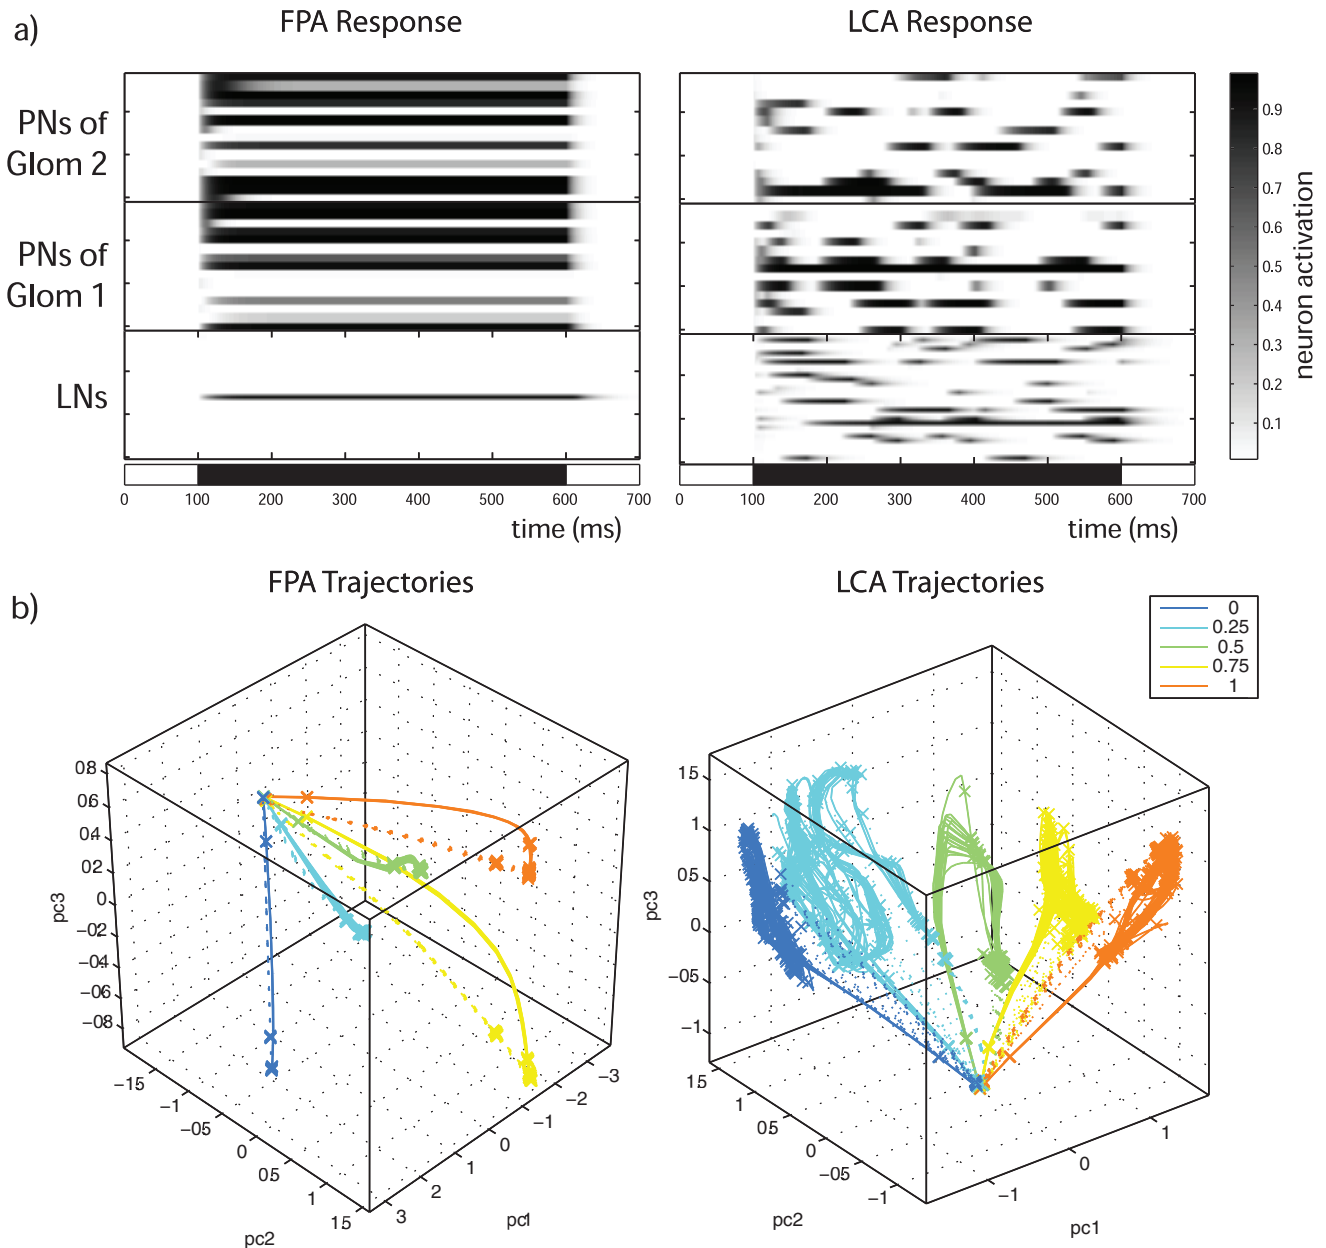 a)
FPA Response
LCA Response
PNs of
Glom 2
PNs of
Glom 1
LNs
0.9
0.8
0.7
0.6
0.5
0.4
0.3
0.2
0.1
neuron activation
0 100 200 300 400 500 600 700
time (ms)
0 100 200 300 400 500 600 700
time (ms)
b)
FPA Trajectories
LCA Trajectories
0
0.25
0.5
0.75
1
08
06
04
02
0
−02
−04
−06
−08
pc3
−15
−1
−05
0
05
1
15
pc2
3
2
1
0
−1
−2
−3
pc1
15
1
05
0
−05
−1
pc3
15
1
05
0
−05
−1
pc2
−1
0
1
pc1